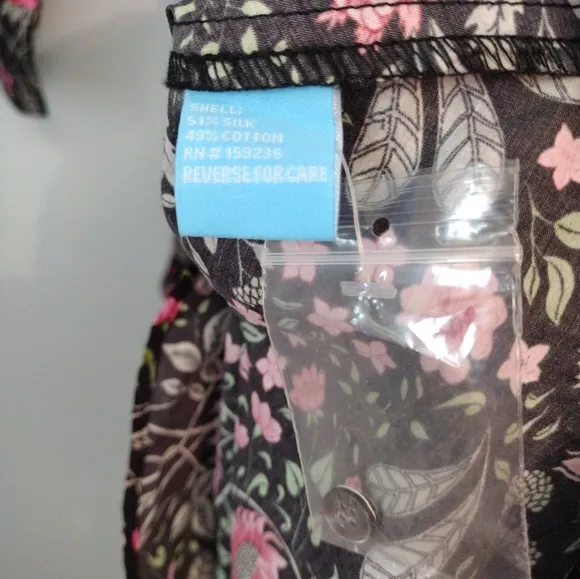 SHELL:
51% SILK
49% COTTON
RN# 159236
REVERSE FOR CARE